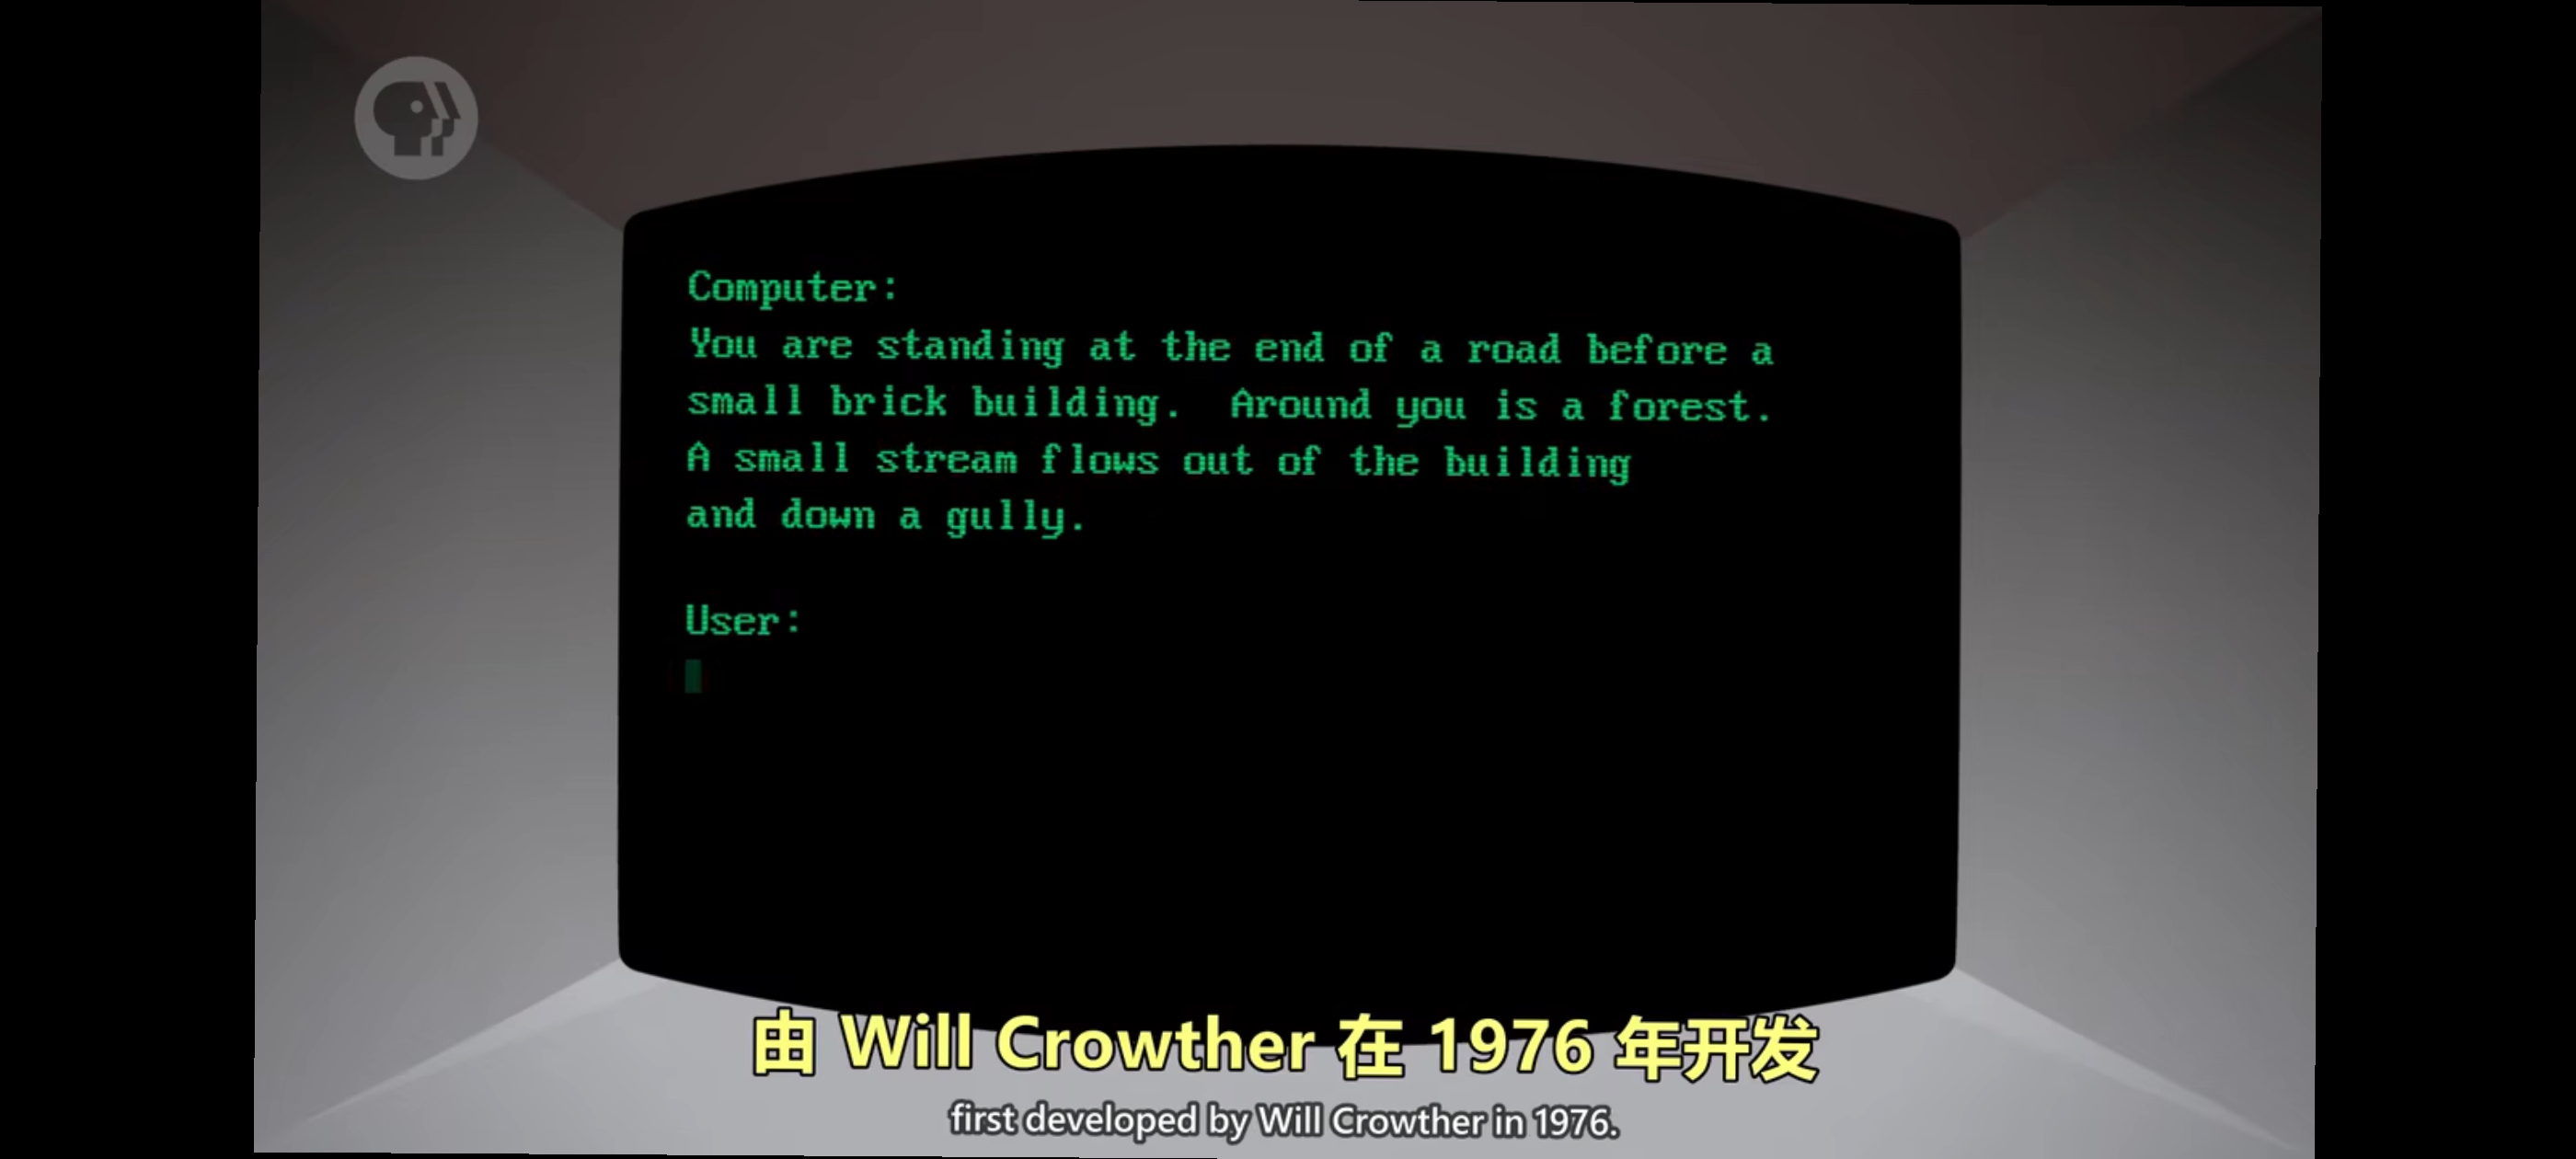 Computer:
You are standing at the end of a road before a
small brick building.  Around you is a forest.
A small stream flows out of the building
and down a gully.
User:
由 Will Crowther 在 1976 年开发
first developed by Will Crowther in 1976.